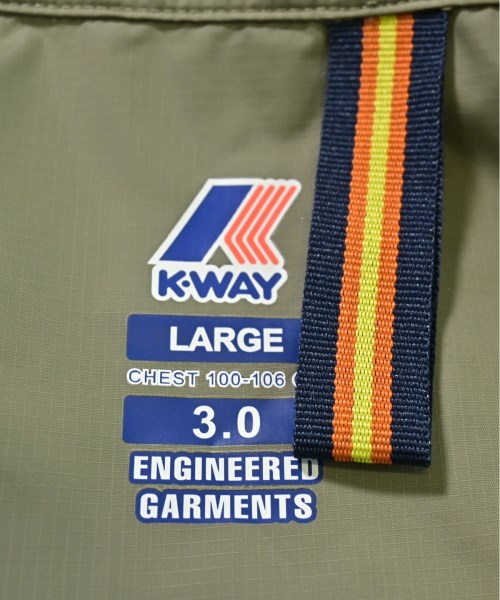 K-WAY
LARGE
CHEST 100-106
3.0
ENGINEERED
GARMENTS